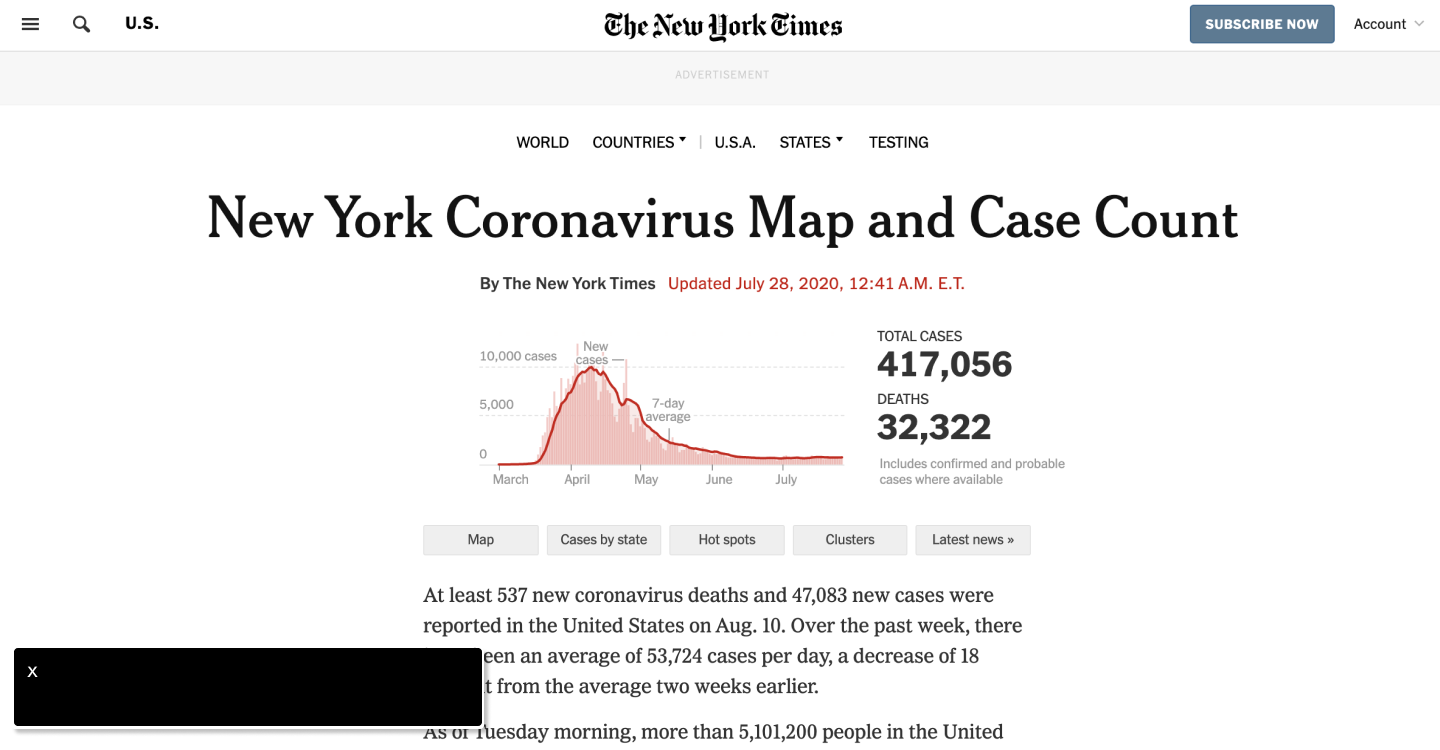 U.S.
The New York Times
SUBSCRIBE NOW
Account
ADVERTISEMENT
WORLD COUNTRIES U.S.A. STATES TESTING
New York Coronavirus Map and Case Count
By The New York Times Updated July 28, 2020, 12:41 A.M. E.T.
10,000 cases
5,000
0
New
cases
7-day
average
March April May June July
TOTAL CASES
417,056
DEATHS
32,322
Includes confirmed and probable
cases where available
Map Cases by state Hot spots Clusters Latest news »
At least 537 new coronavirus deaths and 47,083 new cases were
reported in the United States on Aug. 10. Over the past week, there
een an average of 53,724 cases per day, a decrease of 18
t from the average two weeks earlier.
As of Tuesday morning, more than 5,101,200 people in the United
X